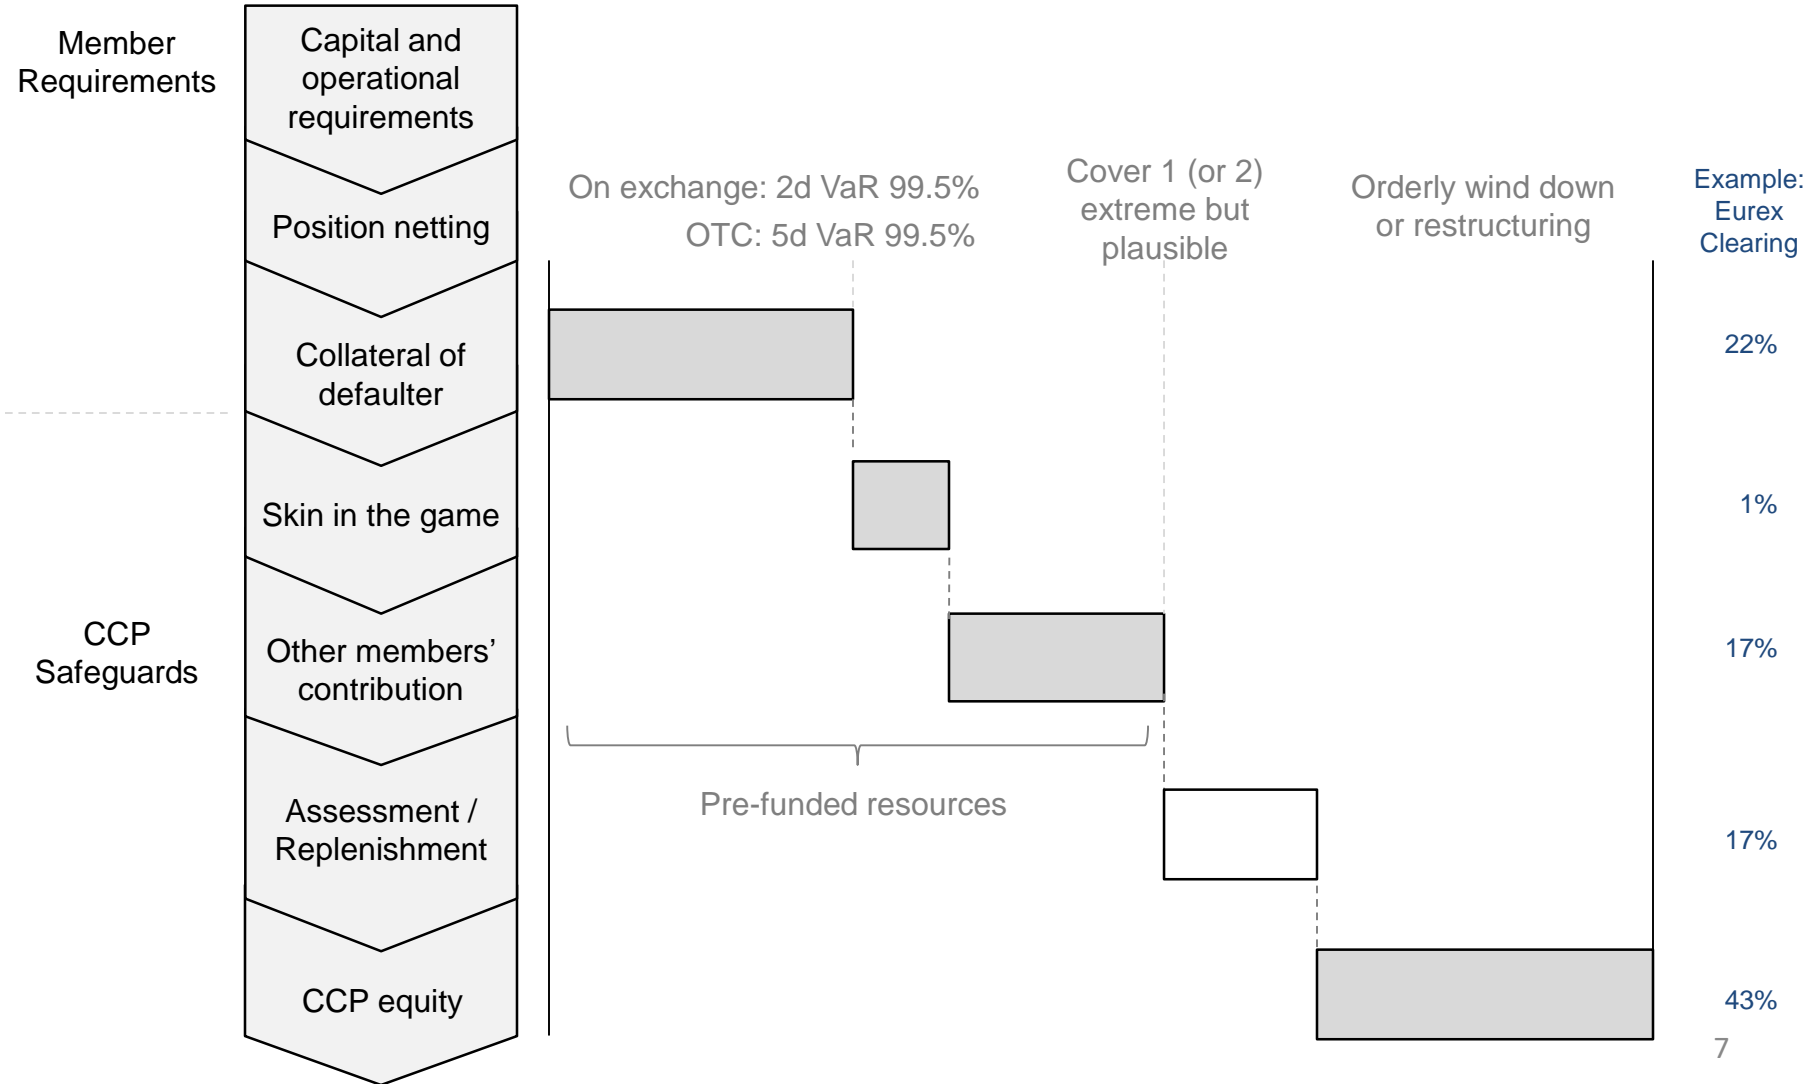 Member
Requirements
Capital and
operational
requirements
Position netting
Collateral of
defaulter
Skin in the game
CCP
Safeguards
Other members’
contribution
Assessment /
Replenishment
CCP equity
On exchange: 2d VaR 99.5%
OTC: 5d VaR 99.5%
Cover 1 (or 2)
extreme but
plausible
Orderly wind down
or restructuring
Pre-funded resources
Example:
Eurex
Clearing
22%
1%
17%
17%
43%
7